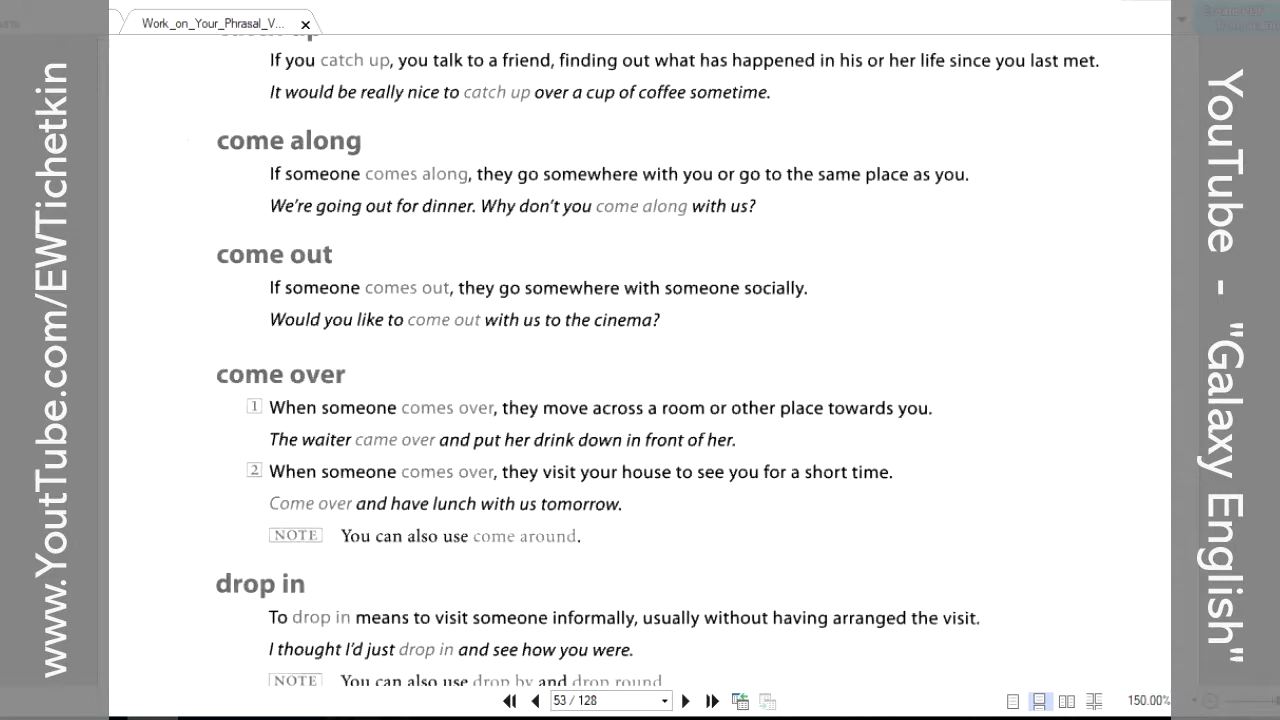 Work_on_Your_Phrasal_V...
If you catch up, you talk to a friend, finding out what has happened in his or her life since you last met.
It would be really nice to catch up over a cup of coffee sometime.
come along
If someone comes along, they go somewhere with you or go to the same place as you.
We're going out for dinner. Why don't you come along with us?
come out
If someone comes out, they go somewhere with someone socially.
Would you like to come out with us to the cinema?
come over
1 When someone comes over, they move across a room or other place towards you.
The waiter came over and put her drink down in front of her.
2 When someone comes over, they visit your house to see you for a short time.
Come over and have lunch with us tomorrow.
NOTE You can also use come around.
drop in
To drop in means to visit someone informally, usually without having arranged the visit.
I thought I'd just drop in and see how you were.
NOTE You can also use drop by and drop round
53 / 128
150.00%
www.YoutTube.com/EWTichetkin
YouTube - "Galaxy English"